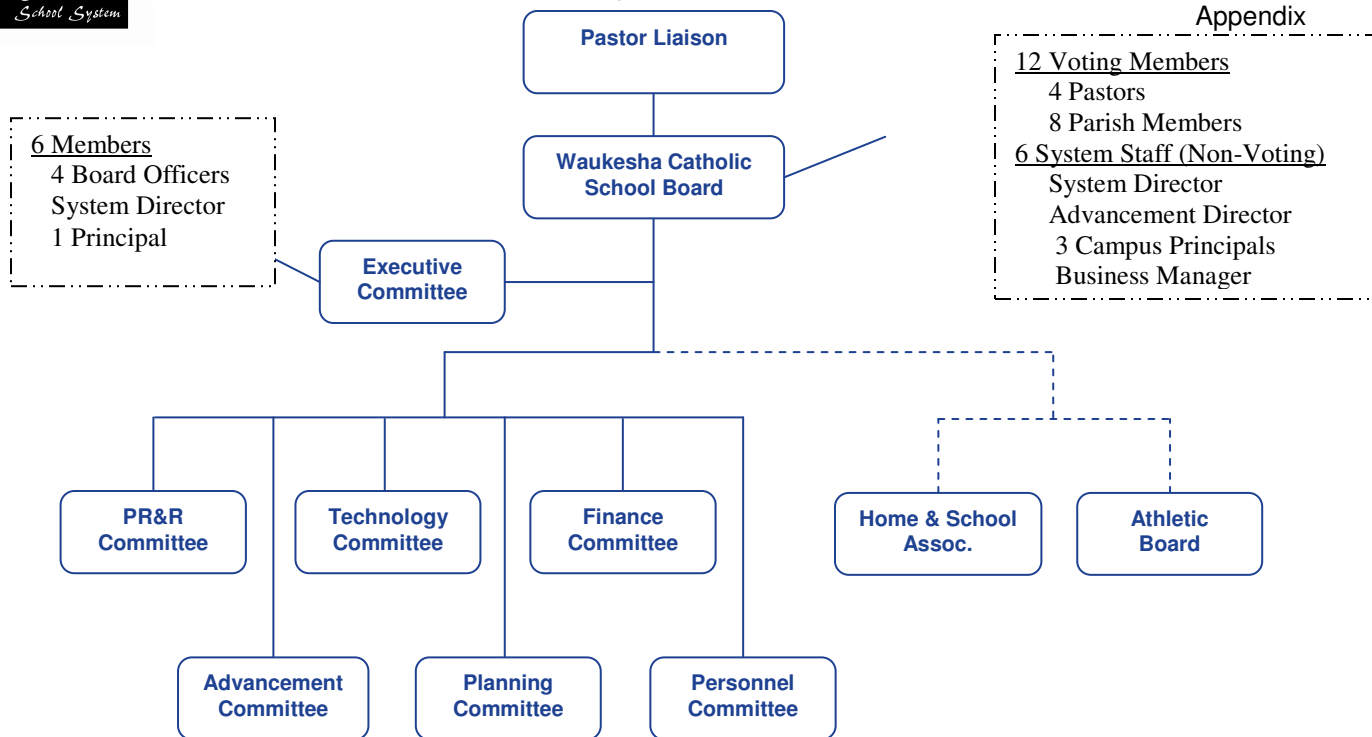 School System
Appendix
Pastor Liaison
12 Voting Members
4 Pastors
8 Parish Members
6 System Staff (Non-Voting)
System Director
Advancement Director
3 Campus Principals
Business Manager
6 Members
4 Board Officers
System Director
1 Principal
Waukesha Catholic
School Board
Executive
Committee
PR&R
Committee
Technology
Committee
Finance
Committee
Home & School
Assoc.
Athletic
Board
Advancement
Committee
Planning
Committee
Personnel
Committee